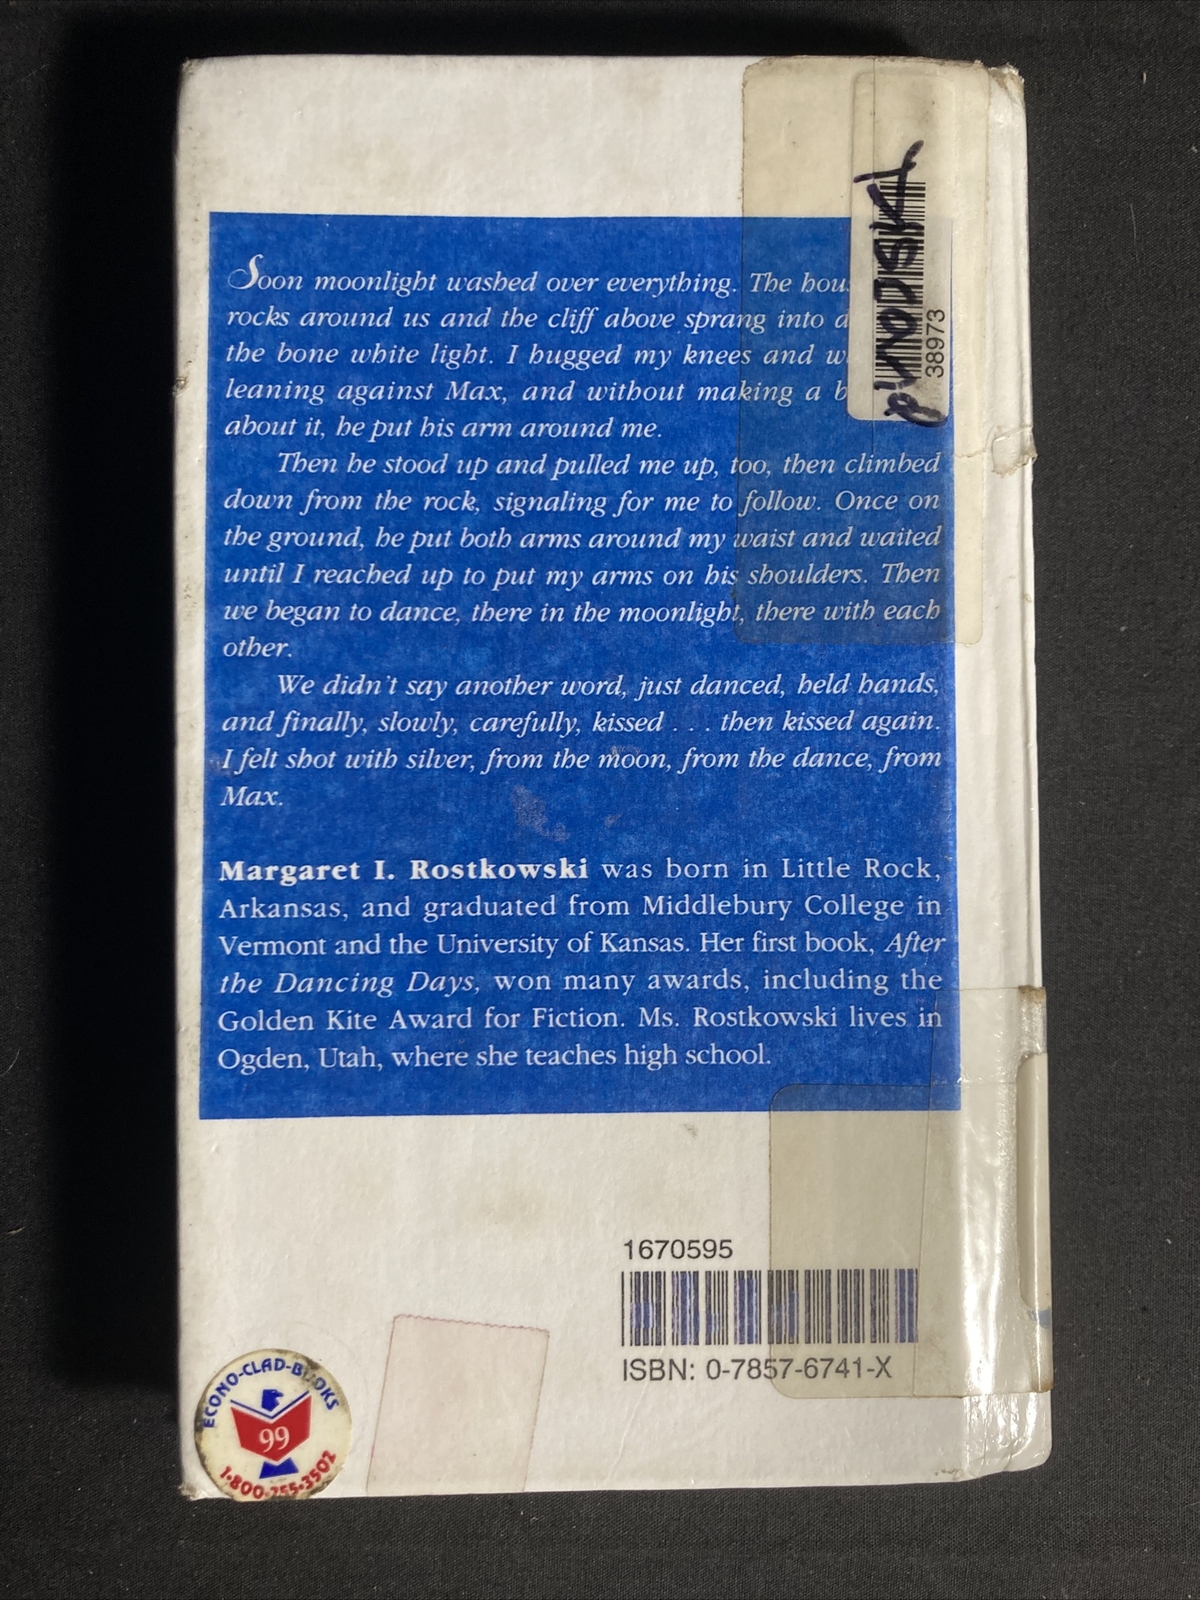 Soon moonlight washed over everything. The
rocks around us and the cliff above sprang into
the bone white light. I hugged my knees and
leaning against Max, and without making a
about it, he put his arm around me.
Then he stood up and pulled me up, too, then climbed
down from the rock, signaling for me to follow. Once on
the ground, he put both arms around my waist and waited
until I reached up to put my arms on his shoulders. Then
we began to dance, there in the moonlight, there with each
other.
We didn't say another word, just danced, held hands,
and finally, slowly, carefully, kissed . . . then kissed again.
I felt shot with silver, from the moon, from the dance, from
Max.
Margaret I. Rostkowski was born in Little Rock,
Arkansas, and graduated from Middlebury College in
Vermont and the University of Kansas. Her first book, After
the Dancing Days, won many awards, including the
Golden Kite Award for Fiction. Ms. Rostkowski lives in
Ogden, Utah, where she teaches high school.
38973
1670595
ISBN: 0-7857-6741-X
ECONO-CLAD-BOOKS
99
1-800-255-3502